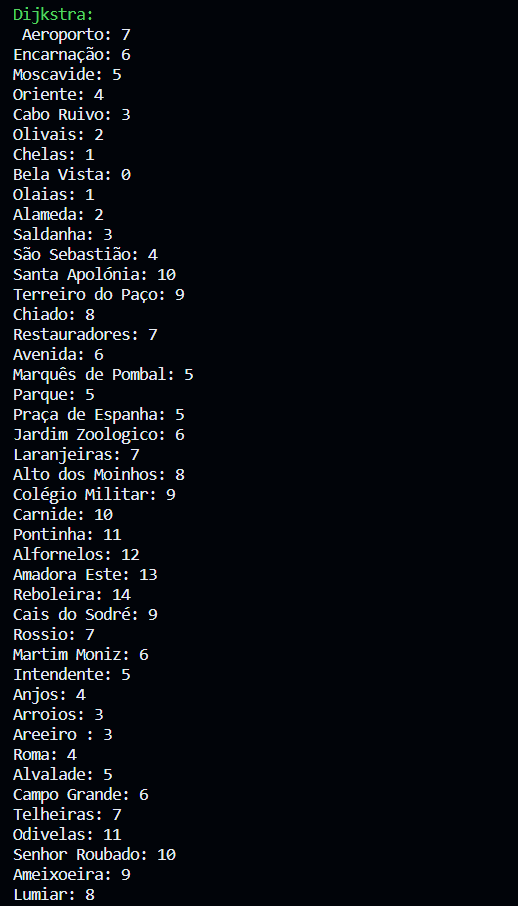 Dijkstra:
Aeroporto: 7
Encarnação: 6
Moscavide: 5
Oriente: 4
Cabo Ruivo: 3
Olivais: 2
Chelas: 1
Bela Vista: 0
Olaias: 1
Alameda: 2
Saldanha: 3
São Sebastião: 4
Santa Apolónia: 10
Terreiro do Paço: 9
Chiado: 8
Restauradores: 7
Avenida: 6
Marquês de Pombal: 5
Parque: 5
Praça de Espanha: 5
Jardim Zoologico: 6
Laranjeiras: 7
Alto dos Moinhos: 8
Colégio Militar: 9
Carnide: 10
Pontinha: 11
Alfornelos: 12
Amadora Este: 13
Reboleira: 14
Cais do Sodré: 9
Rossio: 7
Martim Moniz: 6
Intendente: 5
Anjos: 4
Arroios: 3
Areeiro : 3
Roma: 4
Alvalade: 5
Campo Grande: 6
Telheiras: 7
Odivelas: 11
Senhor Roubado: 10
Ameixoeira: 9
Lumiar: 8